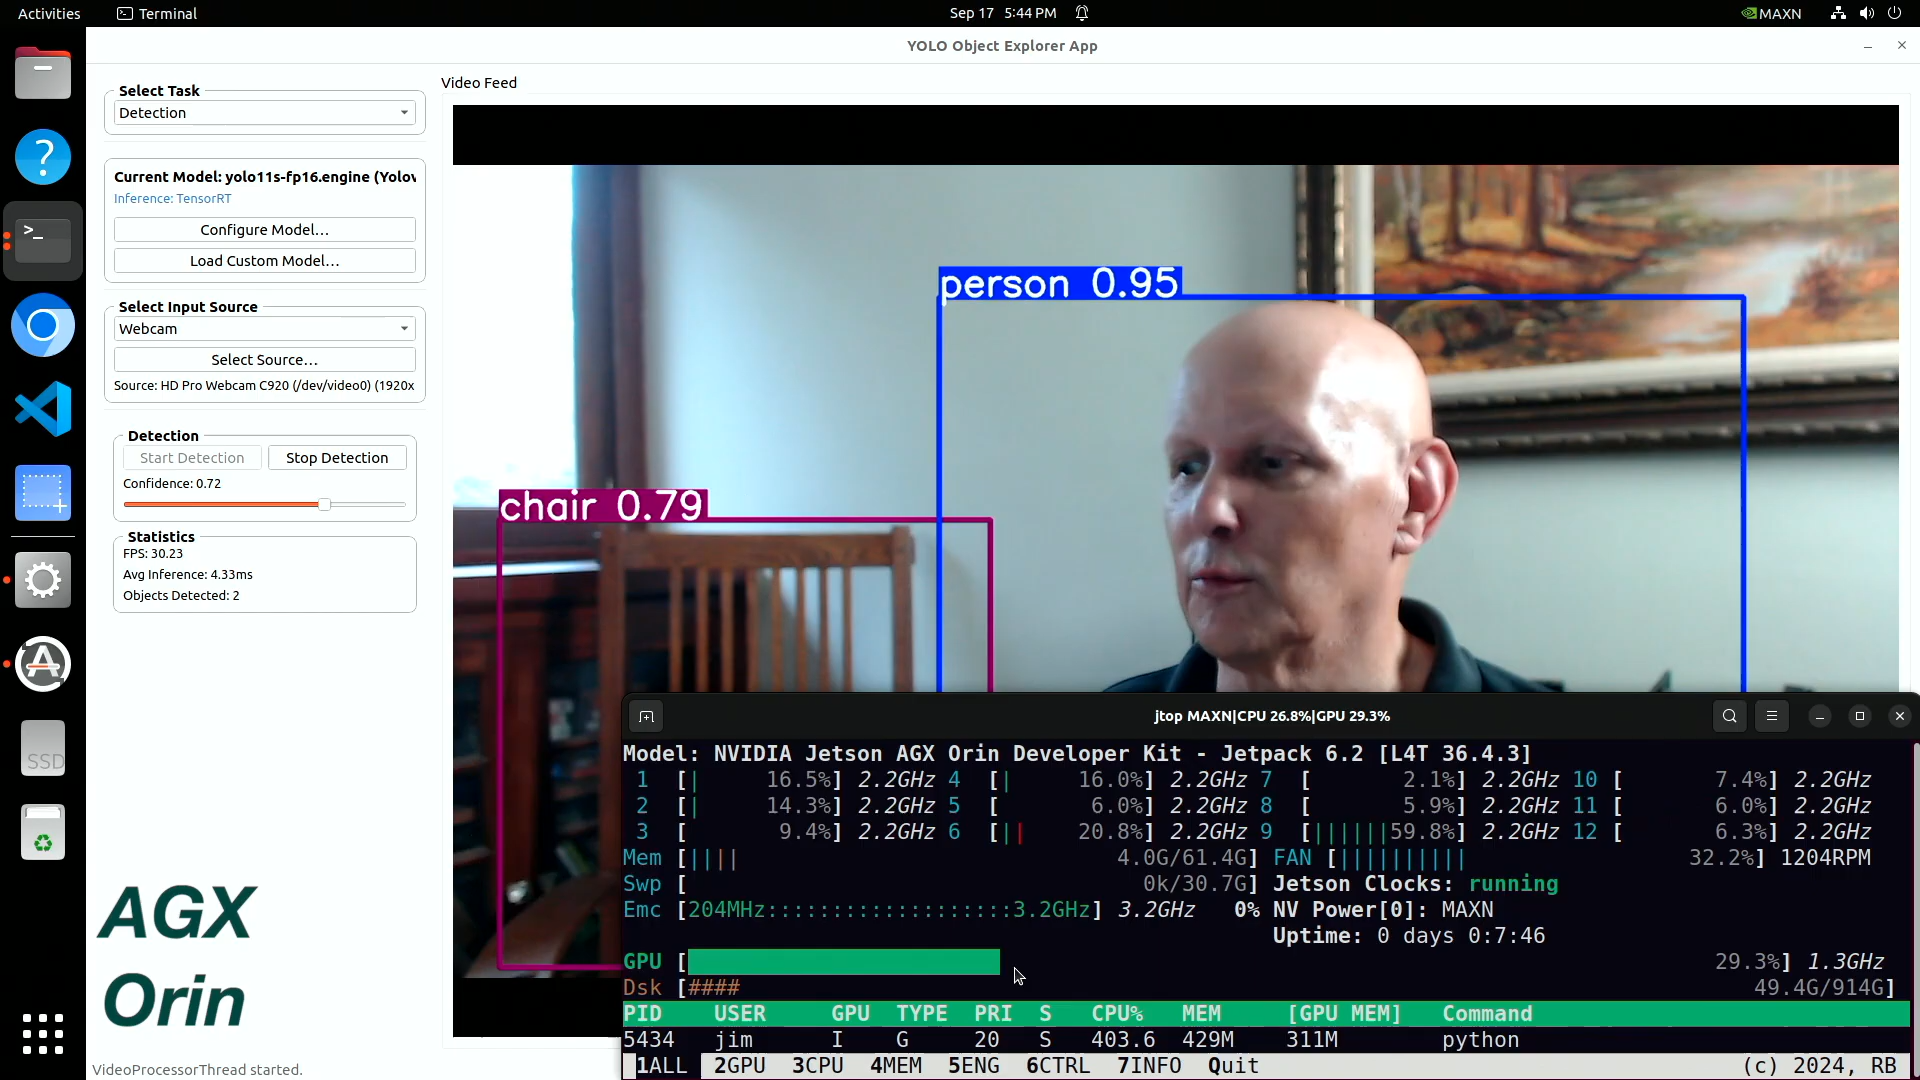 Activities
Terminal
Sep 17 5:44 PM
MAXN
YOLO Object Explorer App
Select Task
Detection
Current Model: yolo11s-fp16.engine (Yolov
Inference: TensorRT
Configure Model…
Load Custom Model…
Select Input Source
Webcam
Select Source…
Source: HD Pro Webcam C920 (/dev/video0) (1920x
Detection
Start Detection Stop Detection
Confidence: 0.72
Statistics
FPS: 30.23
Avg Inference: 4.33ms
Objects Detected: 2
SSD
AGX
Orin
VideoProcessorThread started.
Video Feed
person 0.95
chair 0.79
jtop MAXN|CPU 26.8%|GPU 29.3%
Model: NVIDIA Jetson AGX Orin Developer Kit - Jetpack 6.2 [L4T 36.4.3]
1 [| 16.5%] 2.2GHz 4 [| 16.0%] 2.2GHz 7 [ 2.1%] 2.2GHz 10 [ 7.4%] 2.2GHz
2 [| 14.3%] 2.2GHz 5 [ 6.0%] 2.2GHz 8 [ 5.9%] 2.2GHz 11 [ 6.0%] 2.2GHz
3 [ 9.4%] 2.2GHz 6 [|| 20.8%] 2.2GHz 9 [||||||59.8%] 2.2GHz 12 [ 6.3%] 2.2GHz
Mem [|||| 4.0G/61.4G] FAN [|||||||||| 32.2%] 1204RPM
Swp [ 0k/30.7G] Jetson Clocks: running
Emc [204MHz:::::::::::::::::::3.2GHz] 3.2GHz 0% NV Power[0]: MAXN
Uptime: 0 days 0:7:46
GPU [ 29.3%] 1.3GHz
Dsk [#### 49.4G/914G]
PID USER GPU TYPE PRI S CPU% MEM [GPU MEM] Command
5434 jim I G 20 S 403.6 429M 311M python
1ALL 2GPU 3CPU 4MEM 5ENG 6CTRL 7INFO Quit (c) 2024, RB